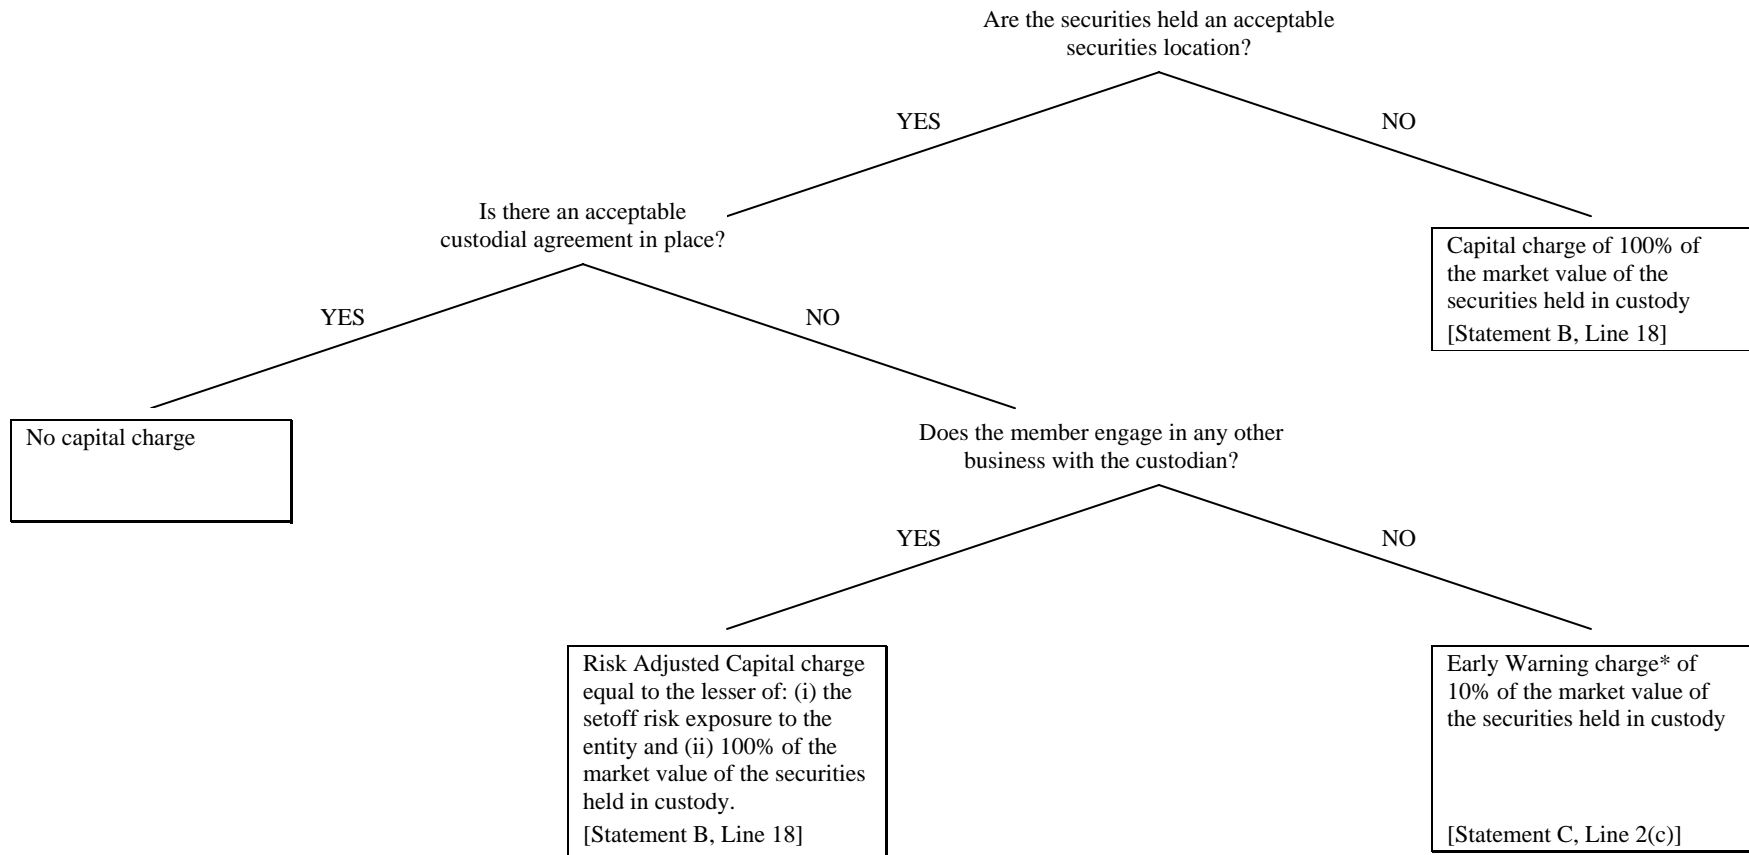 Are the securities held an acceptable
securities location?
YES
NO
Is there an acceptable
custodial agreement in place?
Capital charge of 100% of
the market value of the
securities held in custody
[Statement B, Line 18]
YES
NO
No capital charge
Does the member engage in any other
business with the custodian?
YES
NO
Risk Adjusted Capital charge
equal to the lesser of: (i) the
setoff risk exposure to the
entity and (ii) 100% of the
market value of the securities
held in custody.
[Statement B, Line 18]
Early Warning charge* of
10% of the market value of
the securities held in custody
[Statement C, Line 2(c)]